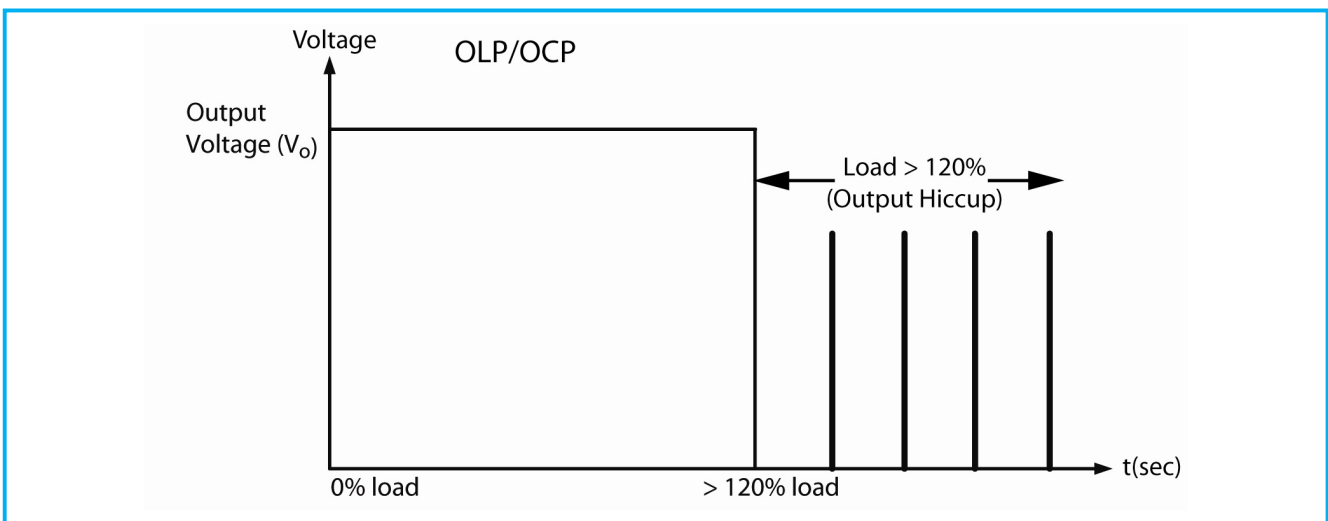 Voltage
OLP/OCP
Output
Voltage (Vo)
Load > 120%
(Output Hiccup)
t(sec)
0% load
> 120% load